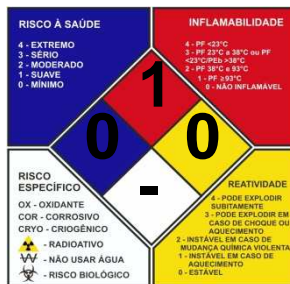 RISCO À SAÚDE
4 - EXTREMO
3 - SÉRIO
2 - MODERADO
1 - SUAVE
0 - MÍNIMO
INFLAMABILIDADE
4 - PF <23°C
3 - PF 23°C a 38°C ou PF
<23°C/PEb >38°C
2 - PF 38°C e 93°C
1 - PF ≥93°C
0 - NÃO INFLAMÁVEL
1
0
0
-
RISCO
ESPECÍFICO
OX - OXIDANTE
COR - CORROSIVO
CRYO - CRIOGÊNICO
- RADIOATIVO
W - NÃO USAR ÁGUA
- RISCO BIOLÓGICO
REATIVIDADE
4 - PODE EXPLODIR
SUBITAMENTE
3 - PODE EXPLODIR EM
CASO DE CHOQUE OU
AQUECIMENTO
2 - INSTÁVEL EM CASO DE
MUDANÇA QUÍMICA VIOLENTA
1 - INSTÁVEL EM CASO DE
AQUECIMENTO
0 - ESTÁVEL